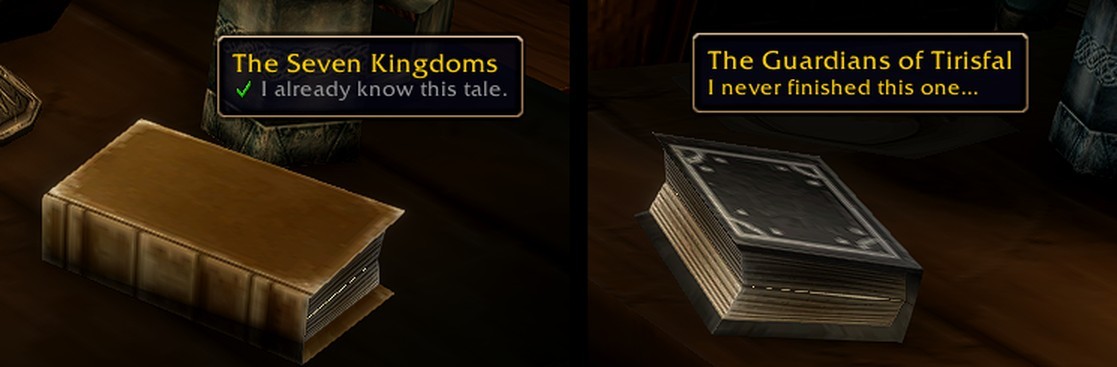 The Seven Kingdoms
I already know this tale.
The Guardians of Tirisfal
I never finished this one...